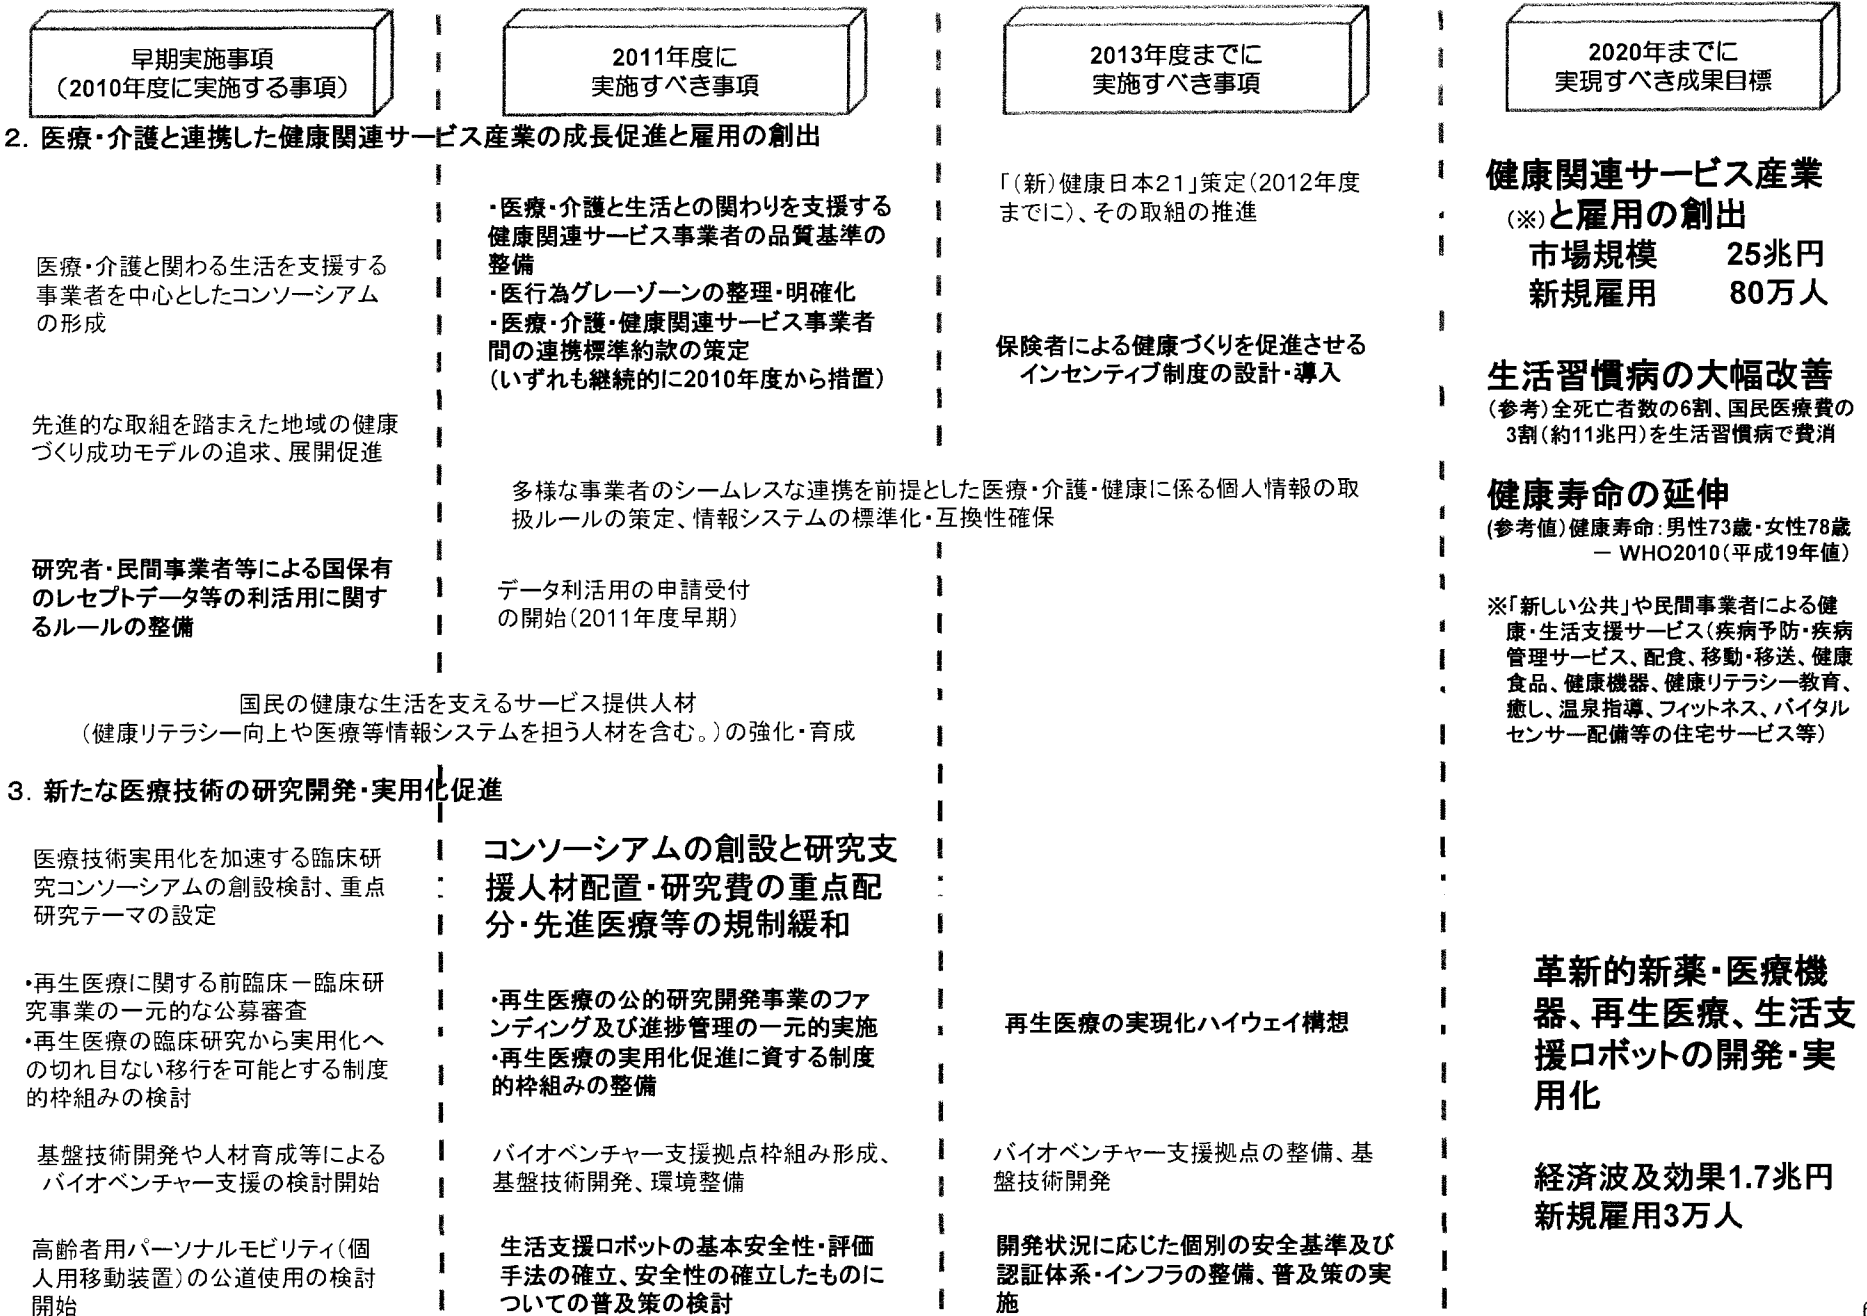 早期実施事項
（2010年度に実施する事項）
2011年度に
実施すべき事項
2013年度までに
実施すべき事項
2020年までに
実現すべき成果目標
２．医療・介護と連携した健康関連サービス産業の成長促進と雇用の創出
医療・介護と関わる生活を支援する
事業者を中心としたコンソーシアム
の形成
先進的な取組を踏まえた地域の健康
づくり成功モデルの追求、展開促進
研究者・民間事業者等による国保有
のレセプトデータ等の利活用に関す
るルールの整備
・医療・介護と生活との関わりを支援する
健康関連サービス事業者の品質基準の
整備
・医行為グレーゾーンの整理・明確化
・医療・介護・健康関連サービス事業者
間の連携標準約款の策定
（いずれも継続的に2010年度から措置）
「（新）健康日本２１」策定（2012年度
までに）、その取組の推進
保険者による健康づくりを促進させる
インセンティブ制度の設計・導入
多様な事業者のシームレスな連携を前提とした医療・介護・健康に係る個人情報の取
扱ルールの策定、情報システムの標準化・互換性確保
データ利活用の申請受付
の開始（2011年度早期）
国民の健康な生活を支えるサービス提供人材
（健康リテラシー向上や医療等情報システムを担う人材を含む。）の強化・育成
健康関連サービス産業
（※）と雇用の創出
市場規模　25兆円
新規雇用　80万人
生活習慣病の大幅改善
（参考）全死亡者数の6割、国民医療費の
3割（約11兆円）を生活習慣病で費消
健康寿命の延伸
(参考値）健康寿命：男性73歳・女性78歳
－ WHO2010（平成19年値）
※「新しい公共」や民間事業者による健
康・生活支援サービス（疾病予防・疾病
管理サービス、配食、移動・移送、健康
食品、健康機器、健康リテラシー教育、
癒し、温泉指導、フィットネス、バイタル
センサー配備等の住宅サービス等）
３．新たな医療技術の研究開発・実用化促進
医療技術実用化を加速する臨床研
究コンソーシアムの創設検討、重点
研究テーマの設定
・再生医療に関する前臨床－臨床研
究事業の一元的な公募審査
・再生医療の臨床研究から実用化へ
の切れ目ない移行を可能とする制度
的枠組みの検討
基盤技術開発や人材育成等による
バイオベンチャー支援の検討開始
高齢者用パーソナルモビリティ（個
人用移動装置）の公道使用の検討
開始
コンソーシアムの創設と研究支
援人材配置・研究費の重点配
分・先進医療等の規制緩和
・再生医療の公的研究開発事業のファ
ンディング及び進捗管理の一元的実施
・再生医療の実用化促進に資する制度
的枠組みの整備
バイオベンチャー支援拠点枠組み形成、
基盤技術開発、環境整備
生活支援ロボットの基本安全性・評価
手法の確立、安全性の確立したものに
ついての普及策の検討
再生医療の実現化ハイウェイ構想
バイオベンチャー支援拠点の整備、基
盤技術開発
開発状況に応じた個別の安全基準及び
認証体系・インフラの整備、普及策の実
施
革新的新薬・医療機
器、再生医療、生活支
援ロボットの開発・実
用化
経済波及効果1.7兆円
新規雇用3万人